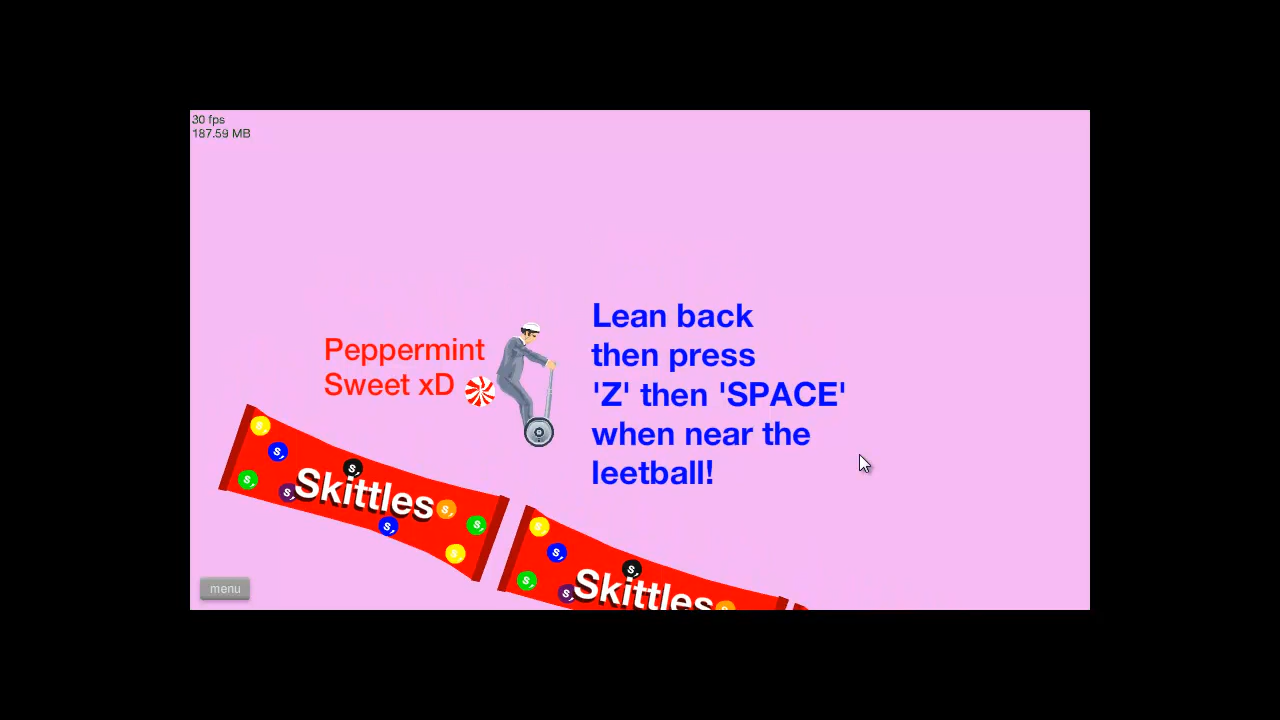 30 fps
187.59 MB
Lean back
then press
'Z' then 'SPACE'
when near the
leetball!
Peppermint
Sweet xD
s,
s,
s,
s,
s,
Skittles
s,
s,
s,
s,
s,
s,
s,
s,
s,
Skittles
menu